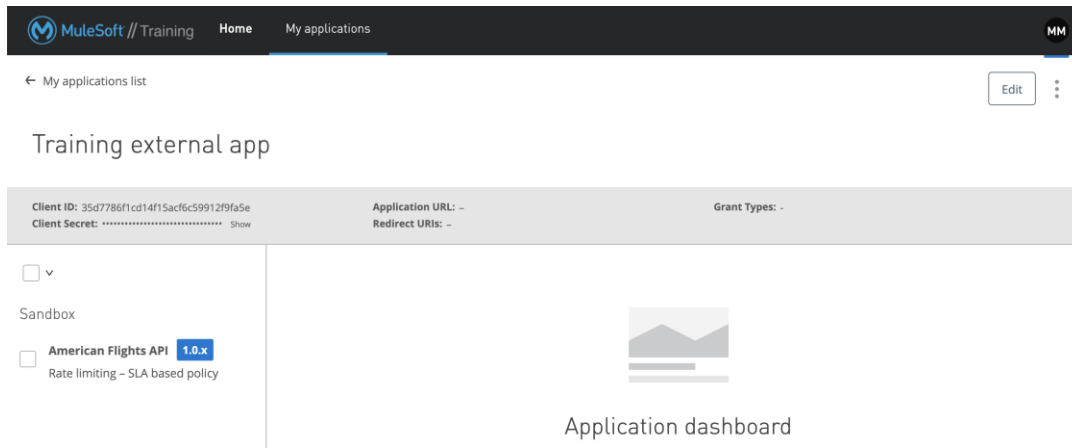 MuleSoft // Training Home My applications MM
← My applications list
Edit
Training external app
Client ID: 35d7786f1cd14f15acf6c59912f9fa5e Application URL: – Grant Types: -
Client Secret: •••••••••••••••••••••••••••••••• Show Redirect URIs: –
Sandbox
American Flights API 1.0.x
Rate limiting – SLA based policy
Application dashboard